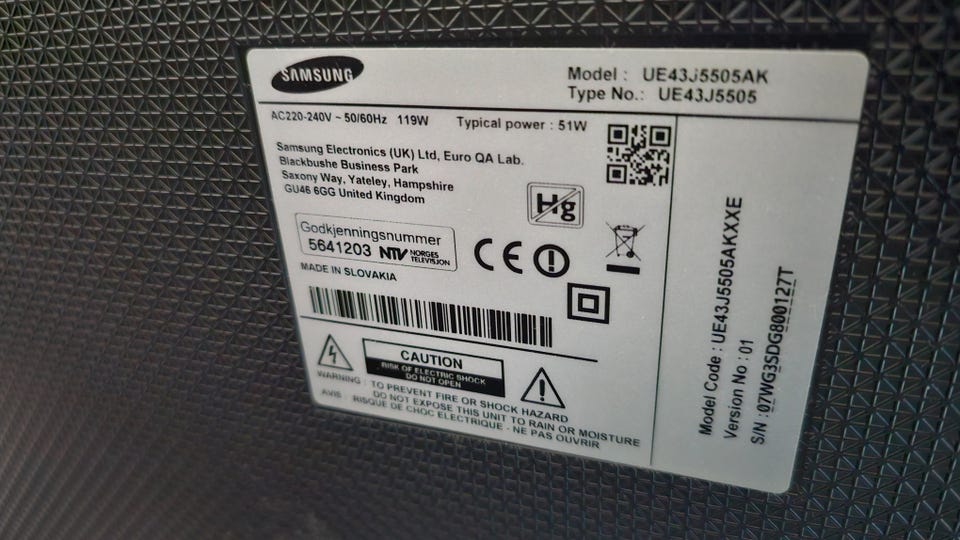 SAMSUNG
Model : UE43J5505AK
Type No.: UE43J5505
AC220-240V ~ 50/60Hz 119W Typical power : 51W
Samsung Electronics (UK) Ltd, Euro QA Lab.
Blackbushe Business Park
Saxony Way, Yateley, Hampshire
GU46 6GG United Kingdom
Hg
Godkjenningsnummer
5641203 NTV NORGES
TELEVISJON
CE
MADE IN SLOVAKIA
CAUTION
RISK OF ELECTRIC SHOCK
DO NOT OPEN
WARNING : TO PREVENT FIRE OR SHOCK HAZARD
DO NOT EXPOSE THIS UNIT TO RAIN OR MOISTURE
AVIS : RISQUE DE CHOC ELECTRIQUE - NE PAS OUVRIR
Model Code : UE43J5505AKXXE
Version No : 01
S/N : 07WG3SDG800127T